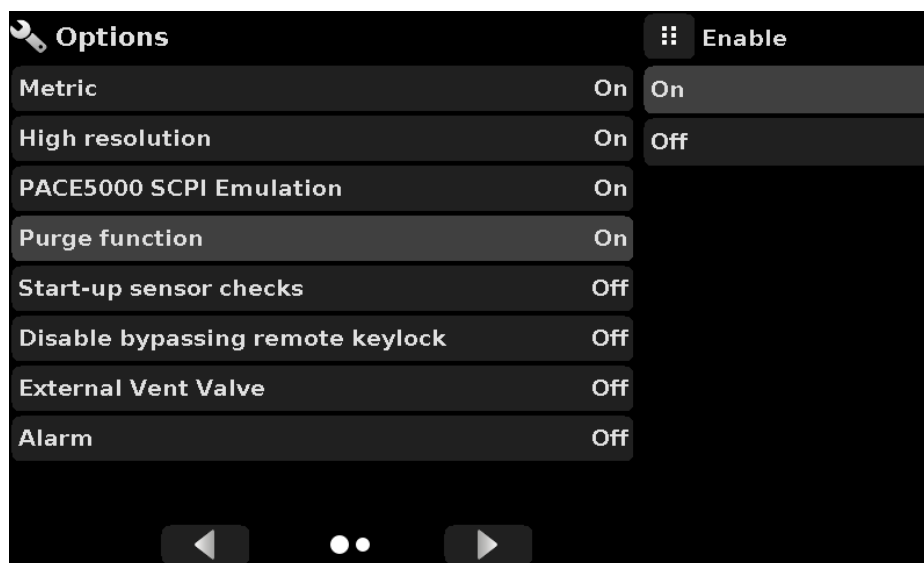 Options
Metric On
High resolution On
PACE5000 SCPI Emulation On
Purge function On
Start-up sensor checks Off
Disable bypassing remote keylock Off
External Vent Valve Off
Alarm Off
Enable
On
Off